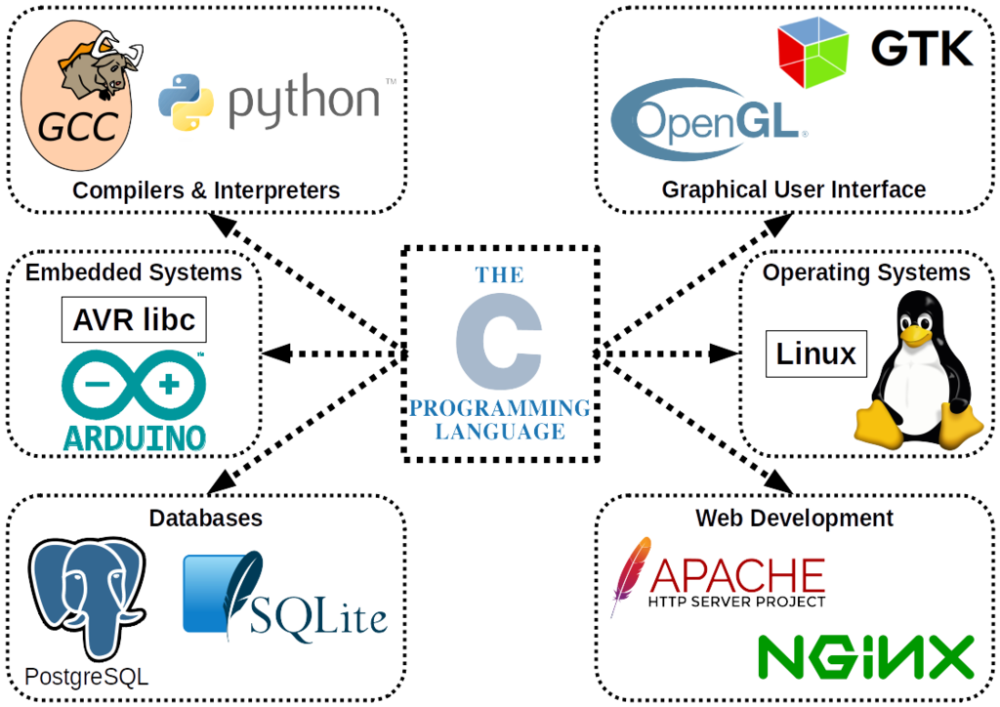 GCC
python™
Compilers & Interpreters
GTK
OpenGL®
Graphical User Interface
Embedded Systems
AVR libc
™
ARDUINO
THE
C
PROGRAMMING
LANGUAGE
Operating Systems
Linux
Databases
PostgreSQL
SQLite
Web Development
APACHE
HTTP SERVER PROJECT
NGiNX